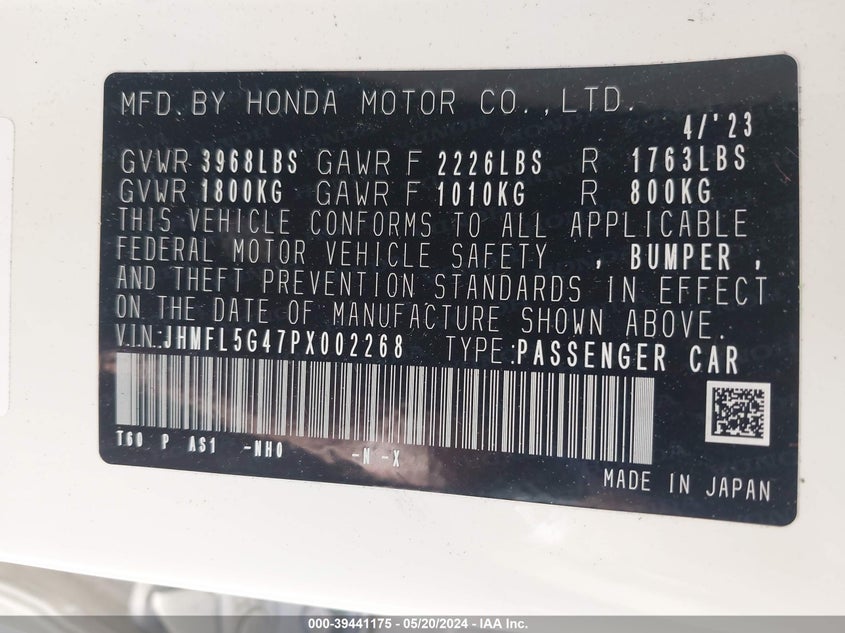 MFD. BY HONDA MOTOR CO., LTD.
4/'23
GVWR 3968LBS GAWR F 2226LBS R 1763LBS
GVWR 1800KG GAWR F 1010KG R 800KG
THIS VEHICLE CONFORMS TO ALL APPLICABLE
FEDERAL MOTOR VEHICLE SAFETY , BUMPER ,
AND THEFT PREVENTION STANDARDS IN EFFECT
ON THE DATE OF MANUFACTURE SHOWN ABOVE.
V.I.N.:JHMFL5G47PX002268 TYPE:PASSENGER CAR
T60 P AS1 -NH0 -N -X
MADE IN JAPAN
000-39441175 - 05/20/2024 - IAA Inc.